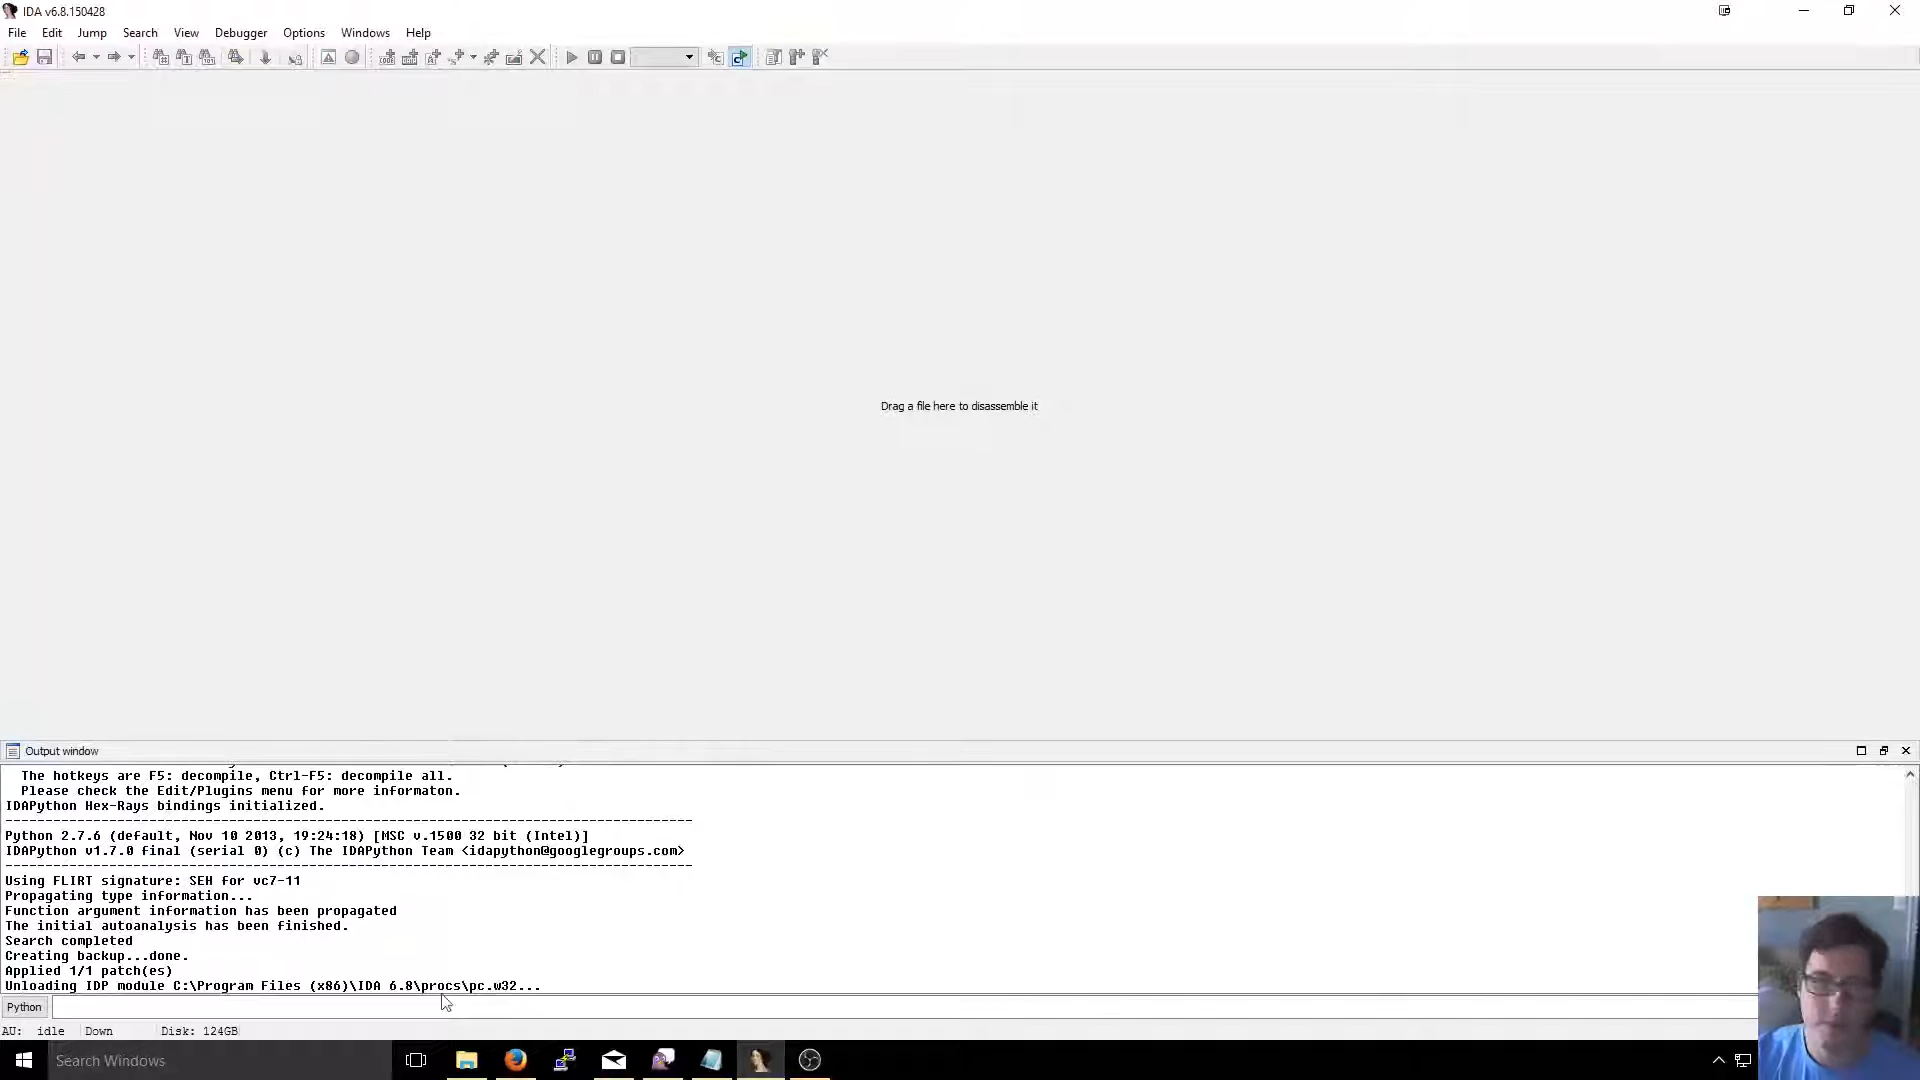 IDA v6.8.150428
File Edit Jump Search View Debugger Options Windows Help
Drag a file here to disassemble it
Output window
The hotkeys are F5: decompile, Ctrl-F5: decompile all.
Please check the Edit/Plugins menu for more informaton.
IDAPython Hex-Rays bindings initialized.
--------------------------------------------------------------------------------------
Python 2.7.6 (default, Nov 10 2013, 19:24:18) [MSC v.1500 32 bit (Intel)]
IDAPython v1.7.0 final (serial 0) (c) The IDAPython Team <idapython@googlegroups.com>
--------------------------------------------------------------------------------------
Using FLIRT signature: SEH for vc7-11
Propagating type information...
Function argument information has been propagated
The initial autoanalysis has been finished.
Search completed
Creating backup...done.
Applied 1/1 patch(es)
Unloading IDP module C:\Program Files (x86)\IDA 6.8\procs\pc.w32...
Python
AU: idle Down Disk: 124GB
Search Windows